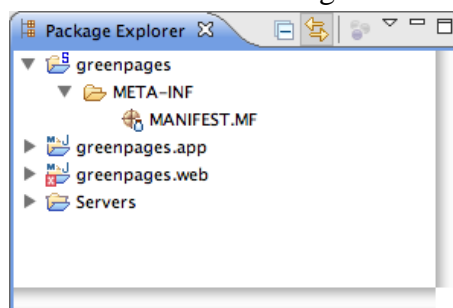 Package Explorer
greenpages
META-INF
MANIFEST.MF
greenpages.app
greenpages.web
Servers